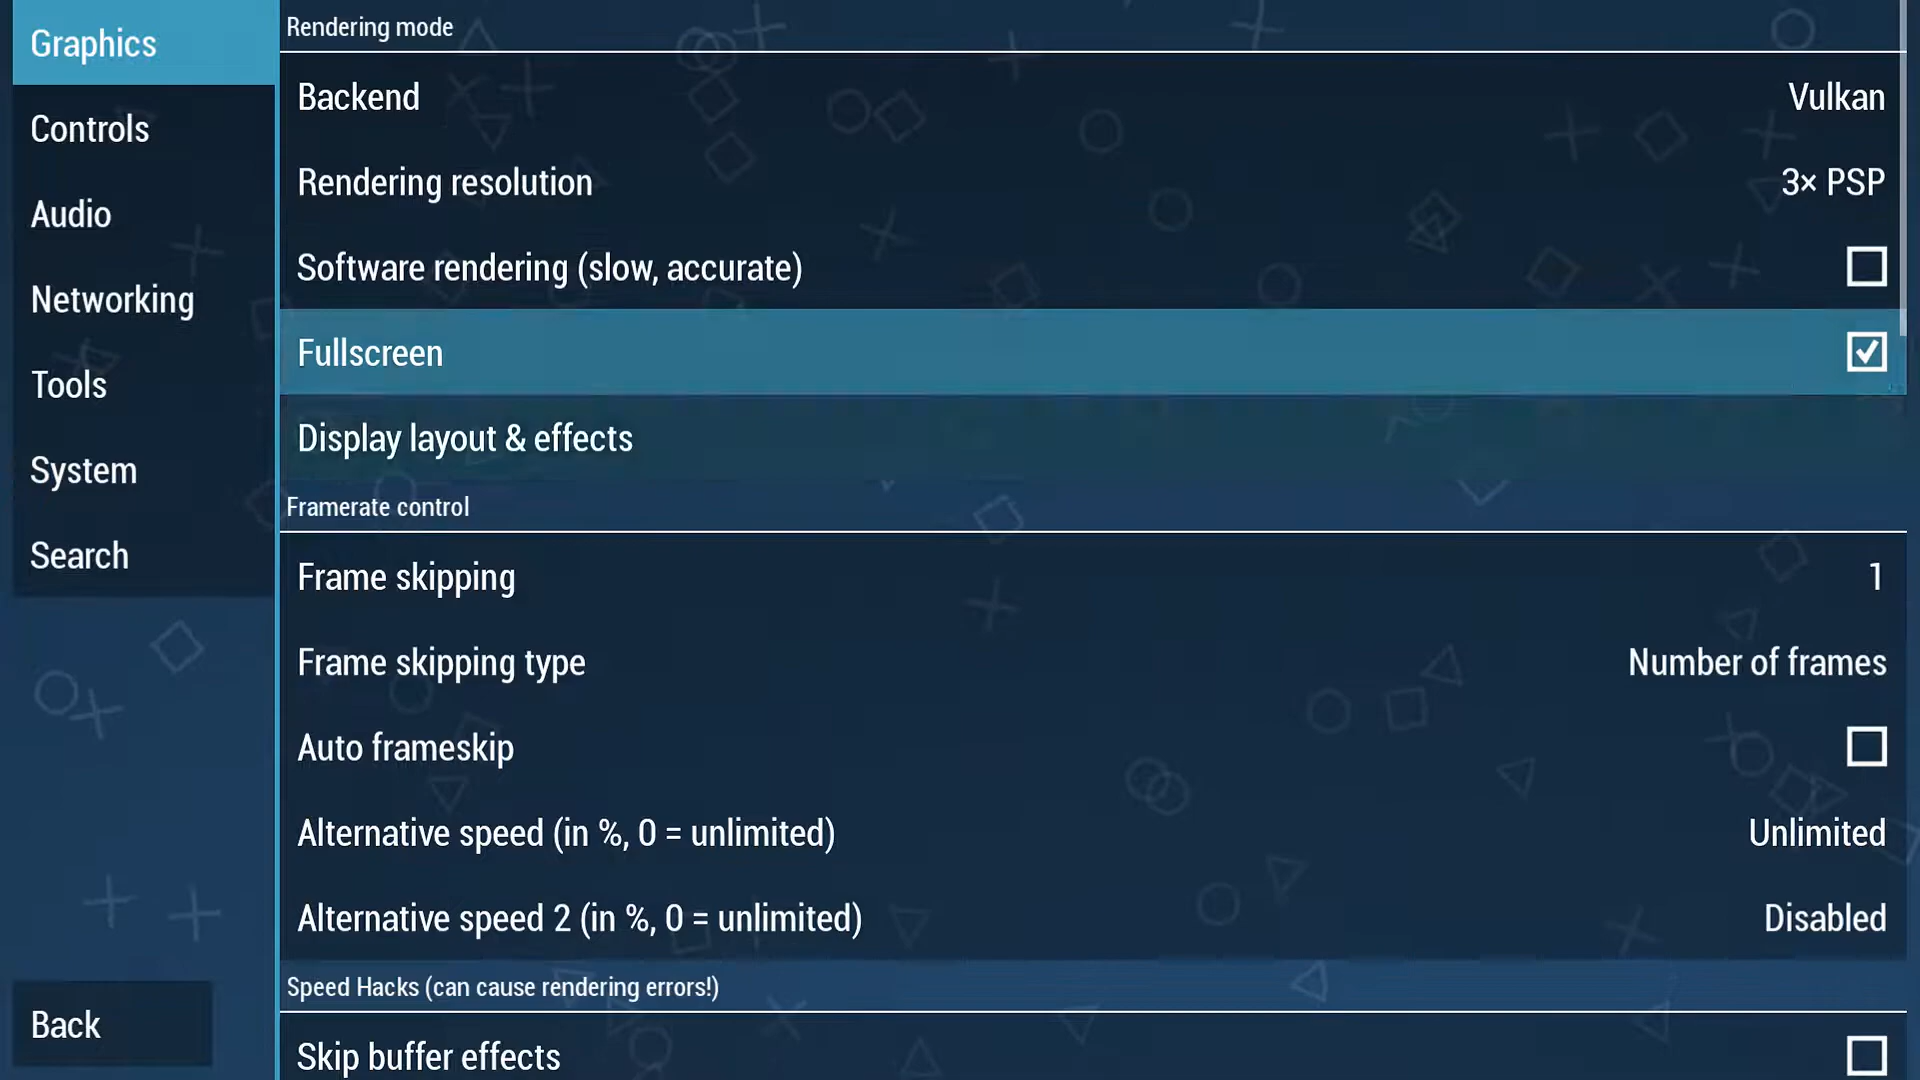 Graphics
Controls
Audio
Networking
Tools
System
Search
Back
Rendering mode
Backend Vulkan
Rendering resolution 3× PSP
Software rendering (slow, accurate)
Fullscreen
Display layout & effects
Framerate control
Frame skipping 1
Frame skipping type Number of frames
Auto frameskip
Alternative speed (in %, 0 = unlimited) Unlimited
Alternative speed 2 (in %, 0 = unlimited) Disabled
Speed Hacks (can cause rendering errors!)
Skip buffer effects